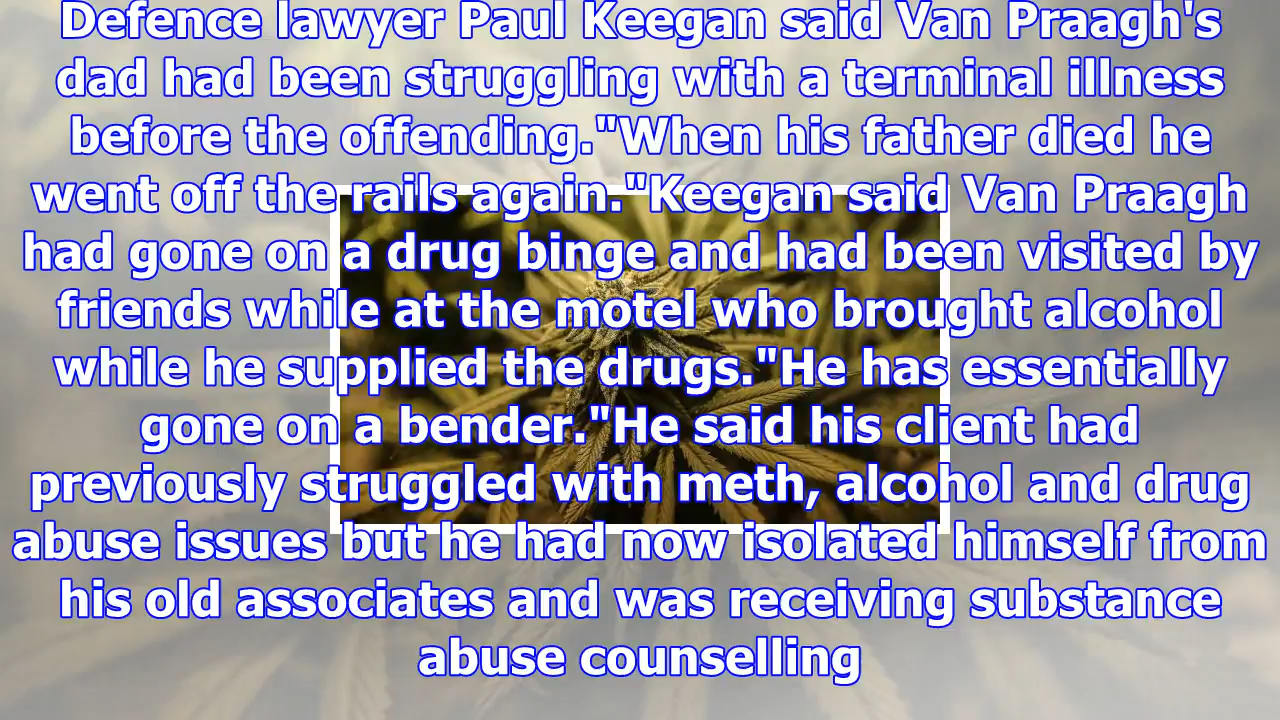 Defence lawyer Paul Keegan said Van Praagh's
dad had been struggling with a terminal illness
before the offending."When his father died he
went off the rails again."Keegan said Van Praagh
had gone on a drug binge and had been visited by
friends while at the motel who brought alcohol
while he supplied the drugs."He has essentially
gone on a bender."He said his client had
previously struggled with meth, alcohol and drug
abuse issues but he had now isolated himself from
his old associates and was receiving substance
abuse counselling